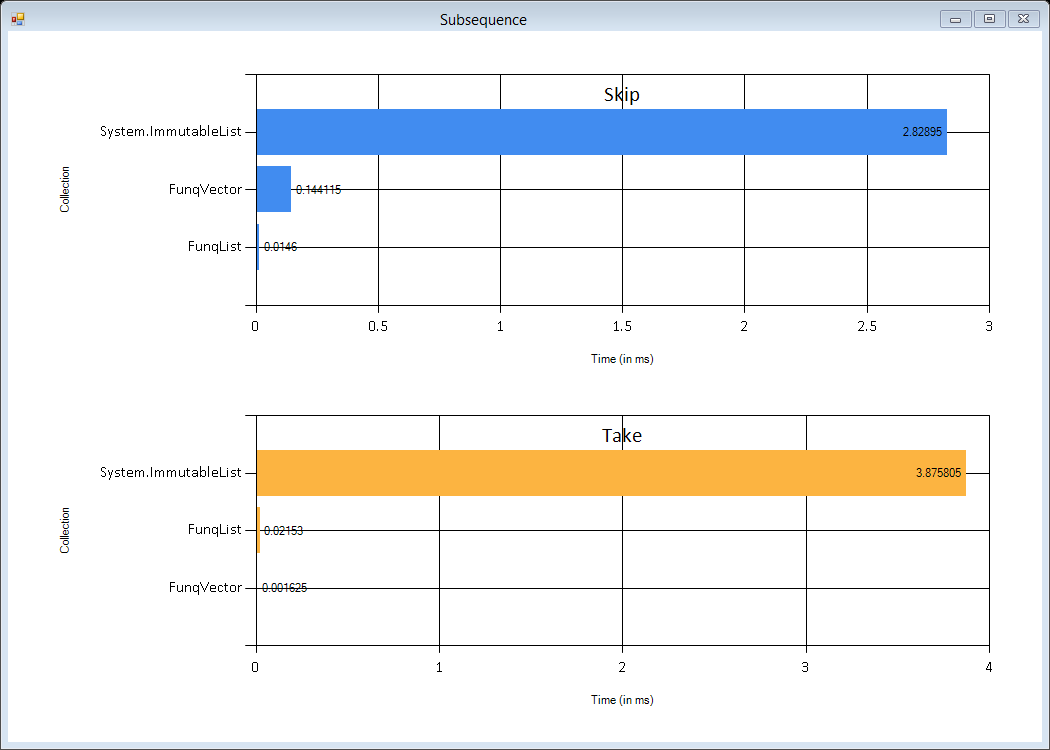 Subsequence
Skip
Collection
System.ImmutableList
2.82895
FunqVector
0.144115
FunqList
0.0146
0 0.5 1 1.5 2 2.5 3
Time (in ms)
Take
Collection
System.ImmutableList
3.875805
FunqList
0.02153
FunqVector
0.001625
0 1 2 3 4
Time (in ms)